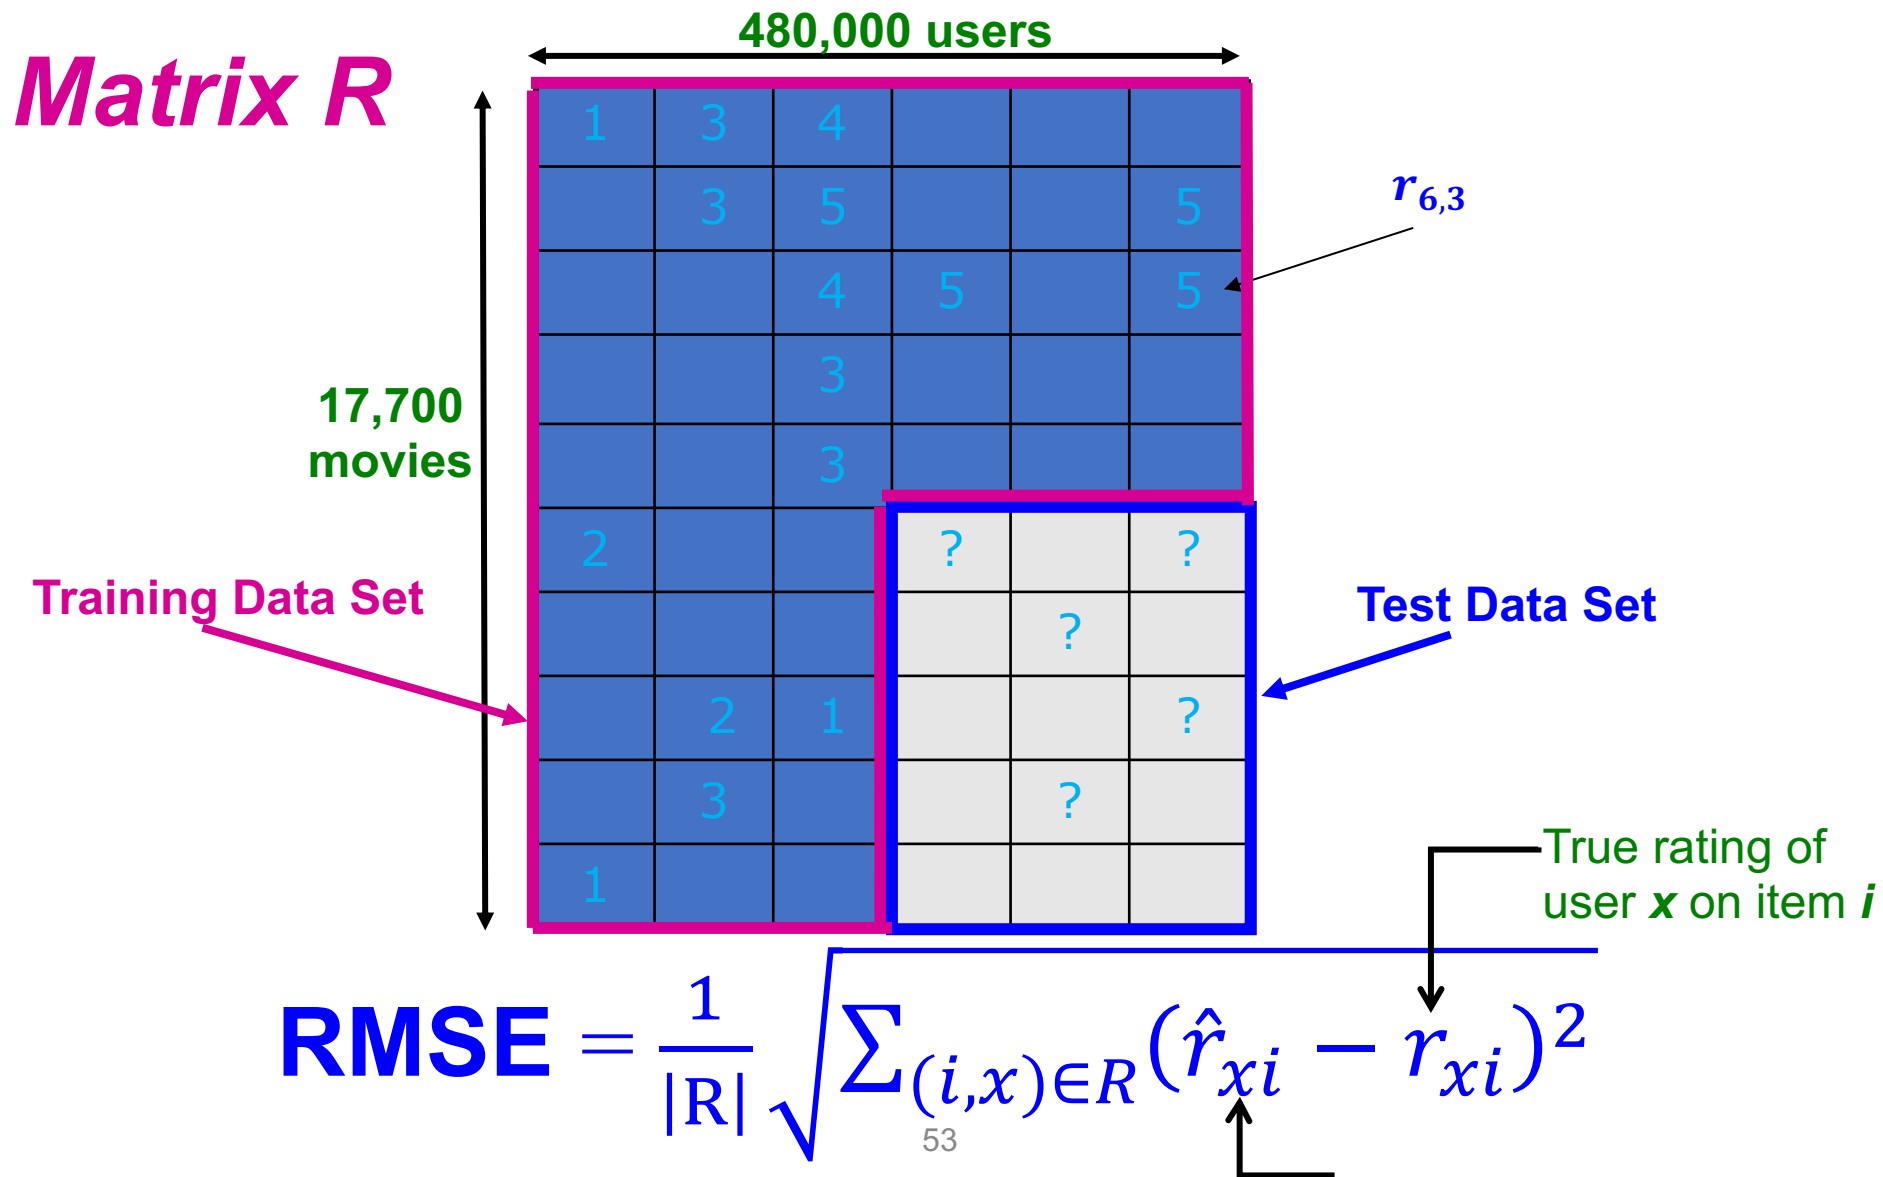 480,000 users
Matrix R
1 3 4
3 5 5
r6,3
4 5 5
3
17,700
movies
3
2 ? ?
Training Data Set
?
Test Data Set
2 1 ?
3 ?
1
True rating of
user x on item i
RMSE = 1/|R| √∑(i,x)∈R (r̂xi − rxi)²
53